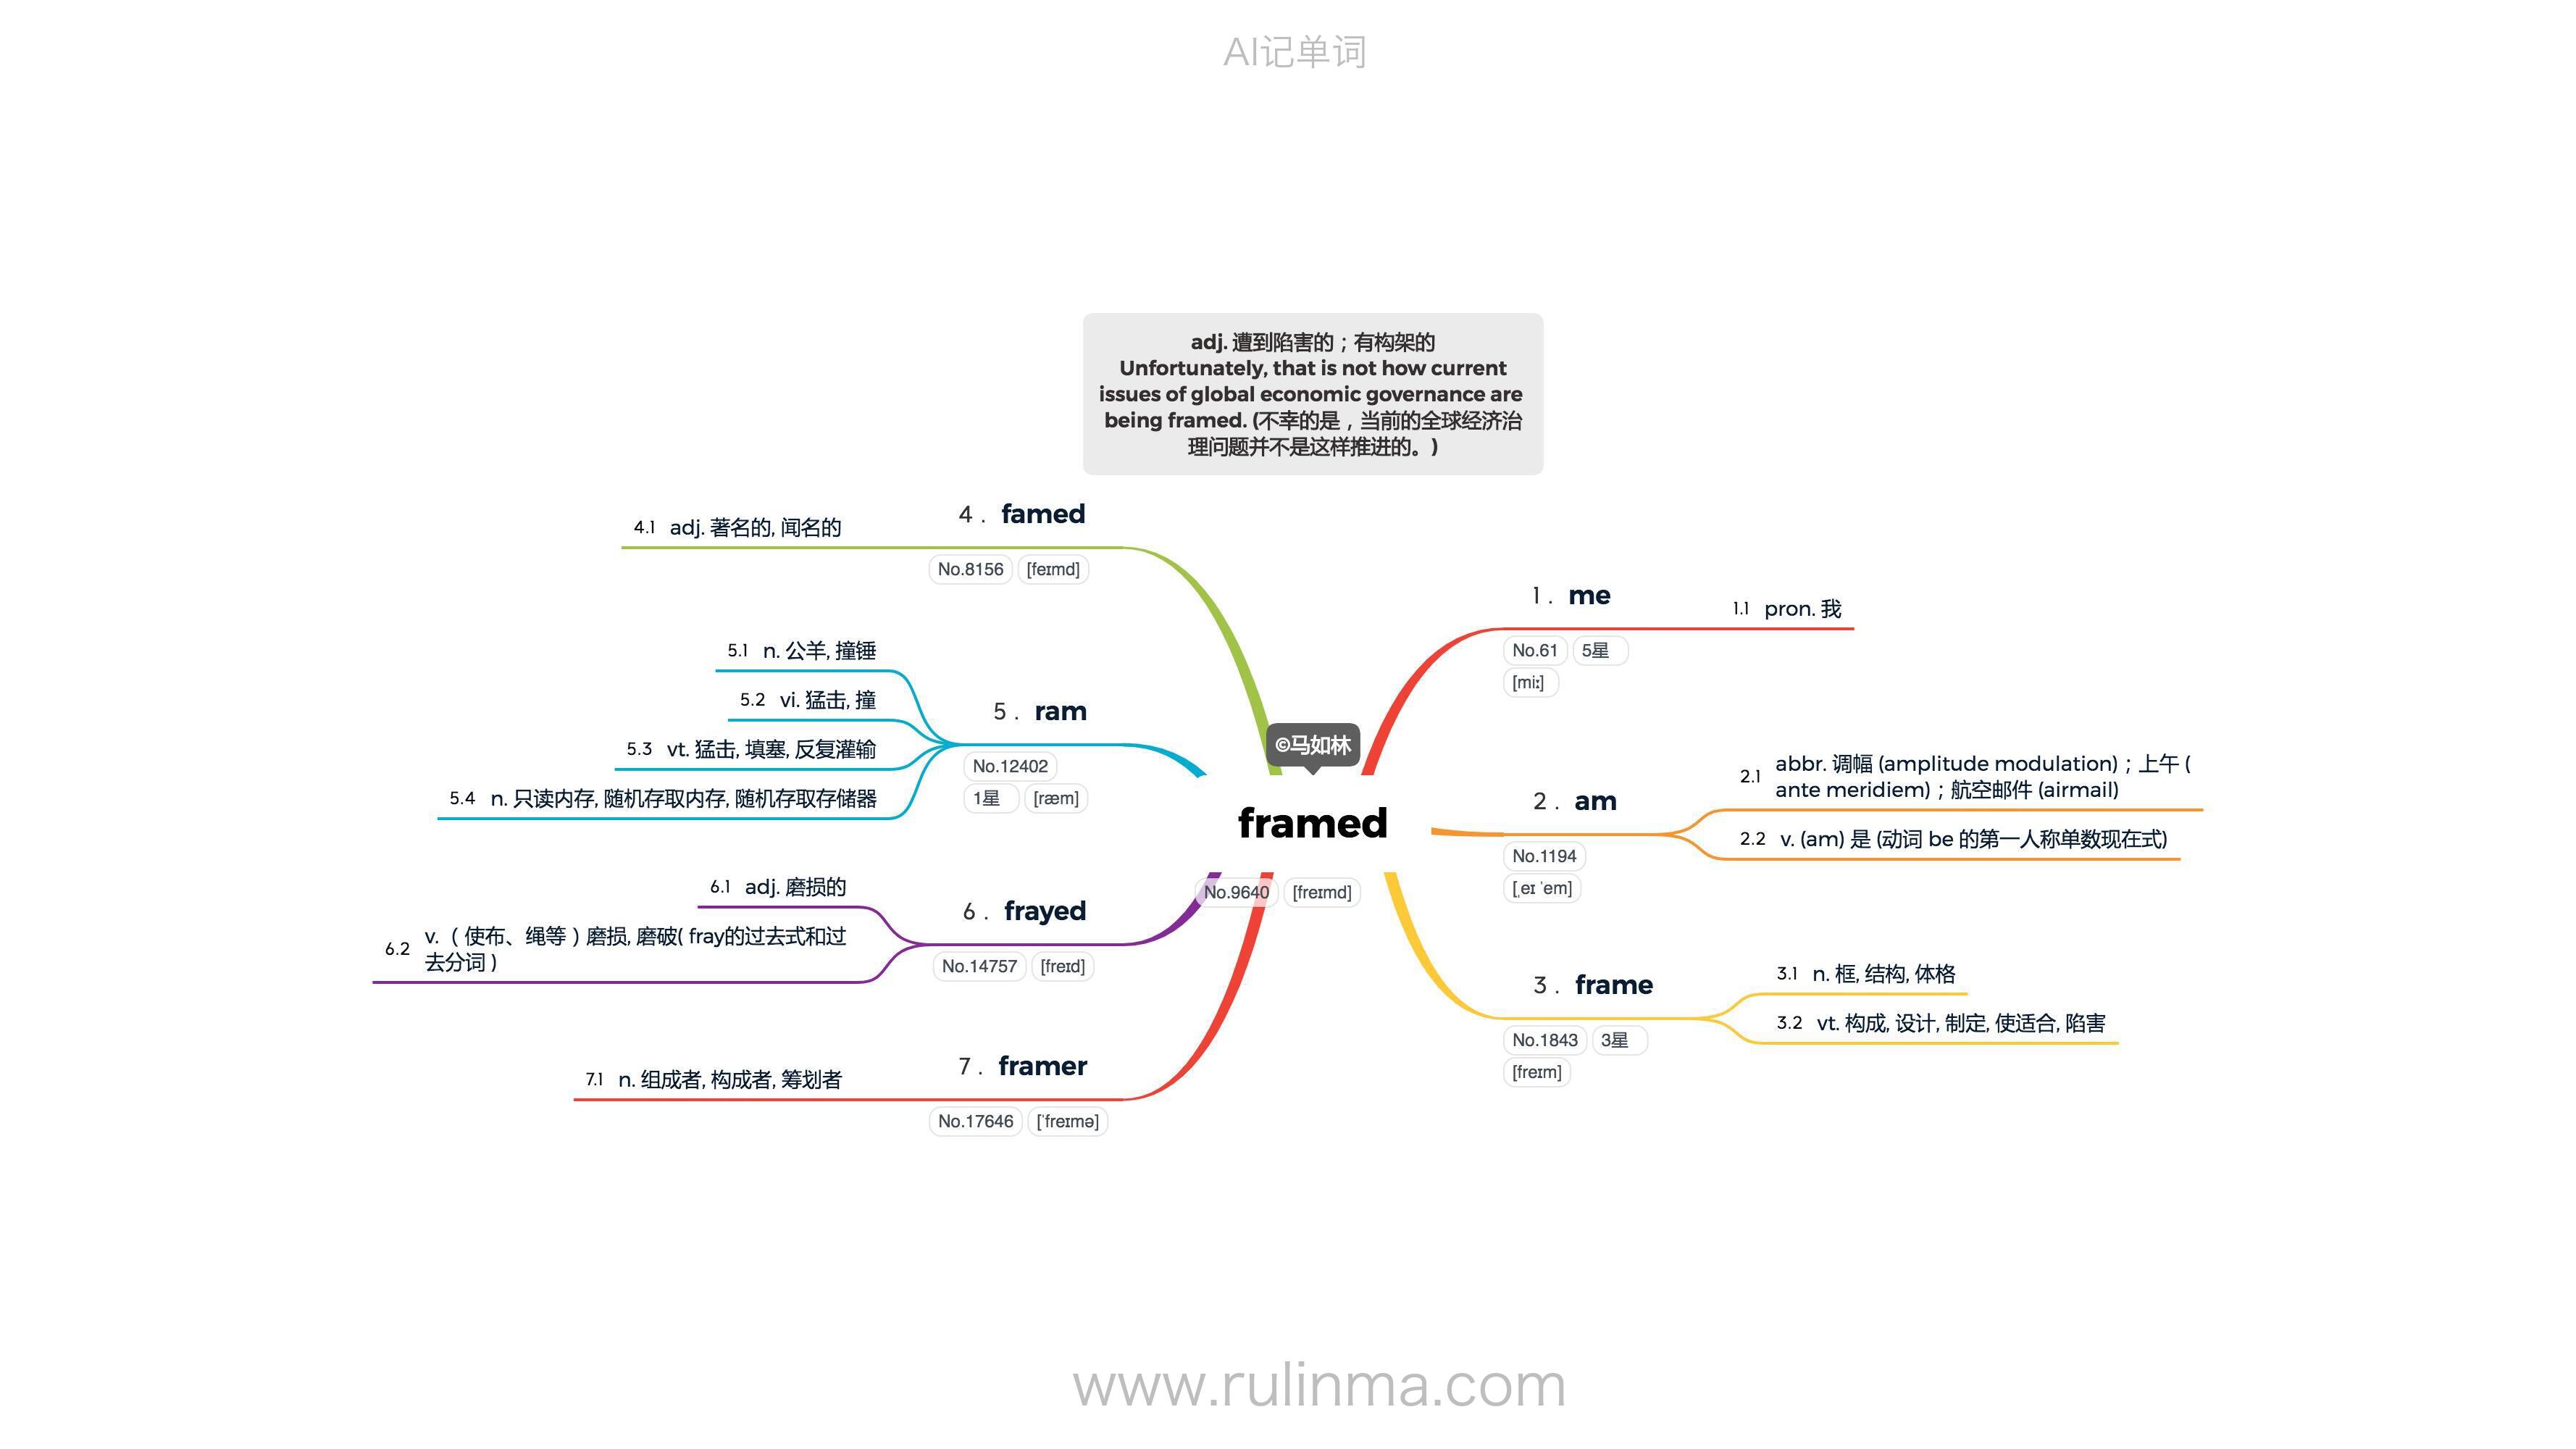 AI记单词
adj. 遭到陷害的；有构架的
Unfortunately, that is not how current
issues of global economic governance are
being framed. (不幸的是，当前的全球经济治
理问题并不是这样推进的。)
©马如林
framed
No.9640 [freɪmd]
1. me
No.61 5星
[miː]
1.1 pron. 我
2. am
No.1194
[ˌeɪ ˈem]
2.1 abbr. 调幅 (amplitude modulation)；上午 (
ante meridiem)；航空邮件 (airmail)
2.2 v. (am) 是 (动词 be 的第一人称单数现在式)
3. frame
No.1843 3星
[freɪm]
3.1 n. 框, 结构, 体格
3.2 vt. 构成, 设计, 制定, 使适合, 陷害
4. famed
No.8156 [feɪmd]
4.1 adj. 著名的, 闻名的
5. ram
No.12402
1星 [ræm]
5.1 n. 公羊, 撞锤
5.2 vi. 猛击, 撞
5.3 vt. 猛击, 填塞, 反复灌输
5.4 n. 只读内存, 随机存取内存, 随机存取存储器
6. frayed
No.14757 [freɪd]
6.1 adj. 磨损的
6.2 v.（使布、绳等）磨损, 磨破( fray的过去式和过
去分词 )
7. framer
No.17646 [ˈfreɪmə]
7.1 n. 组成者, 构成者, 筹划者
www.rulinma.com